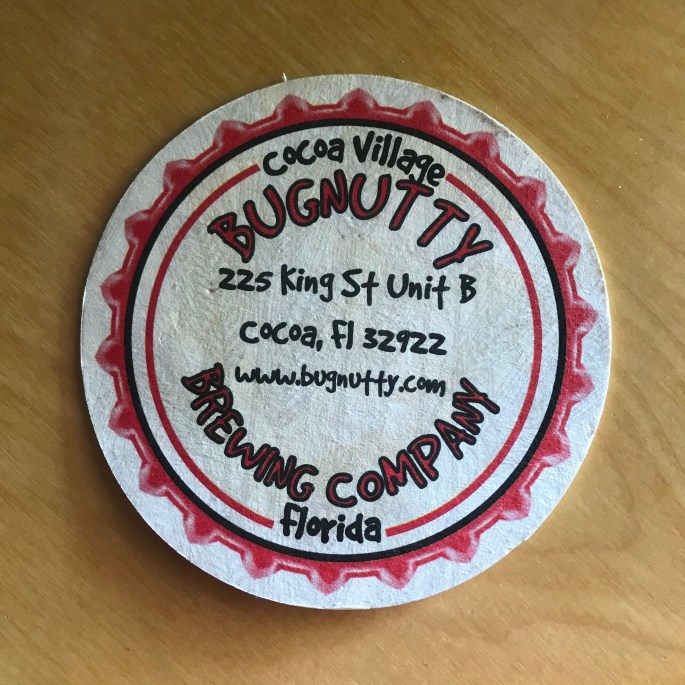 Cocoa Village
BUGNUTTY
225 King St Unit B
Cocoa, Fl 32922
www.bugnutty.com
BREWING COMPANY
Florida